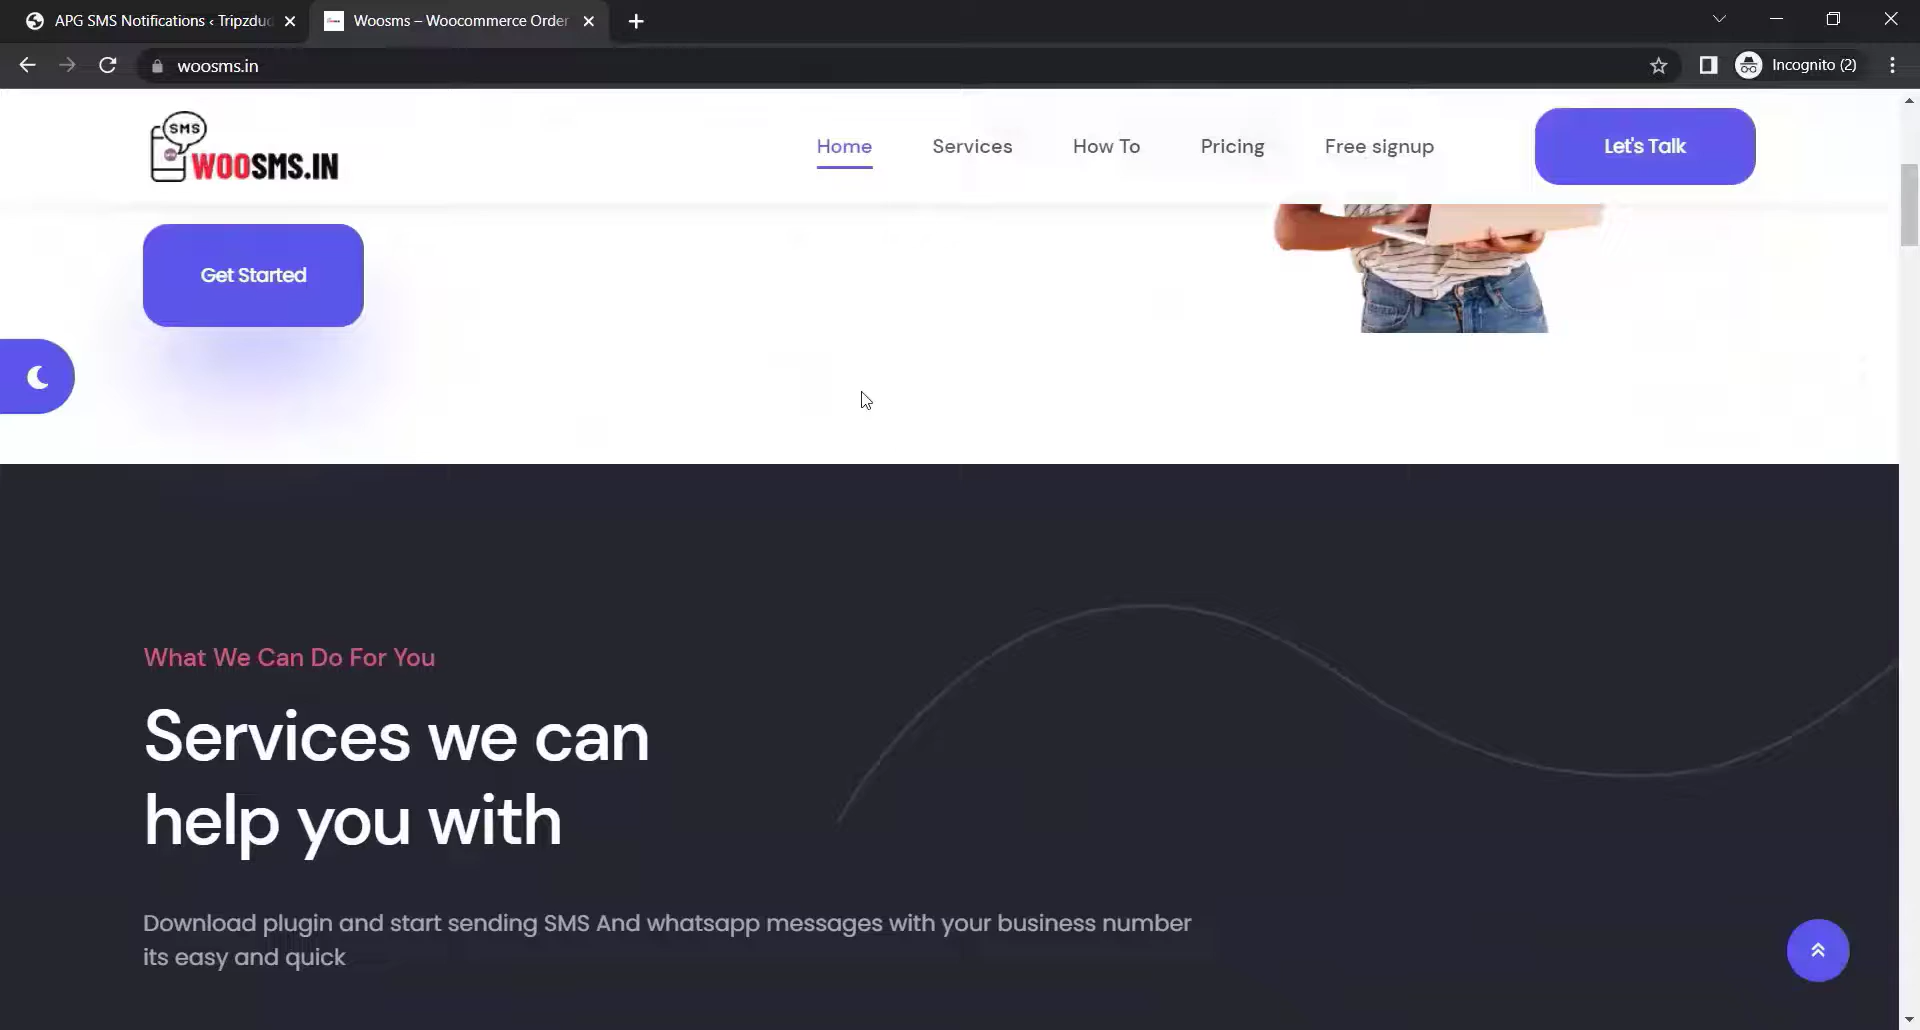 APG SMS Notifications ‹ Tripzdud
Woosms – Woocommerce Order
woosms.in
Incognito (2)
SMS
WOOSMS.IN
Home
Services
How To
Pricing
Free signup
Let's Talk
Get Started
What We Can Do For You
Services we can
help you with
Download plugin and start sending SMS And whatsapp messages with your business number
its easy and quick